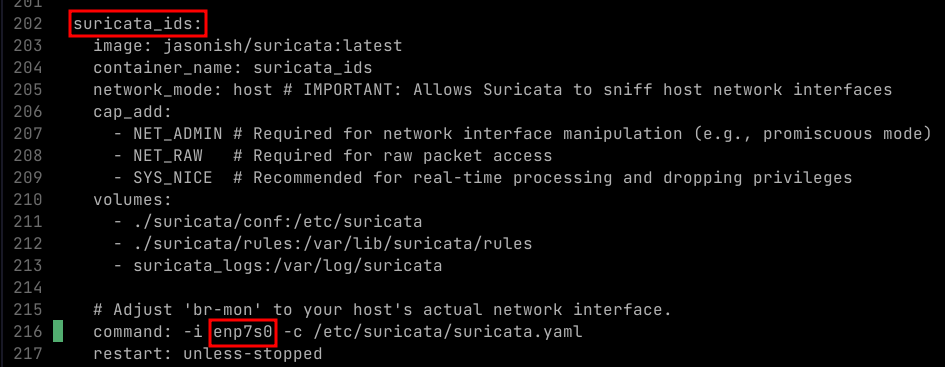 201
202 suricata_ids:
203 image: jasonish/suricata:latest
204 container_name: suricata_ids
205 network_mode: host # IMPORTANT: Allows Suricata to sniff host network interfaces
206 cap_add:
207 - NET_ADMIN # Required for network interface manipulation (e.g., promiscuous mode)
208 - NET_RAW # Required for raw packet access
209 - SYS_NICE # Recommended for real-time processing and dropping privileges
210 volumes:
211 - ./suricata/conf:/etc/suricata
212 - ./suricata/rules:/var/lib/suricata/rules
213 - suricata_logs:/var/log/suricata
214
215 # Adjust 'br-mon' to your host's actual network interface.
216 command: -i enp7s0 -c /etc/suricata/suricata.yaml
217 restart: unless-stopped